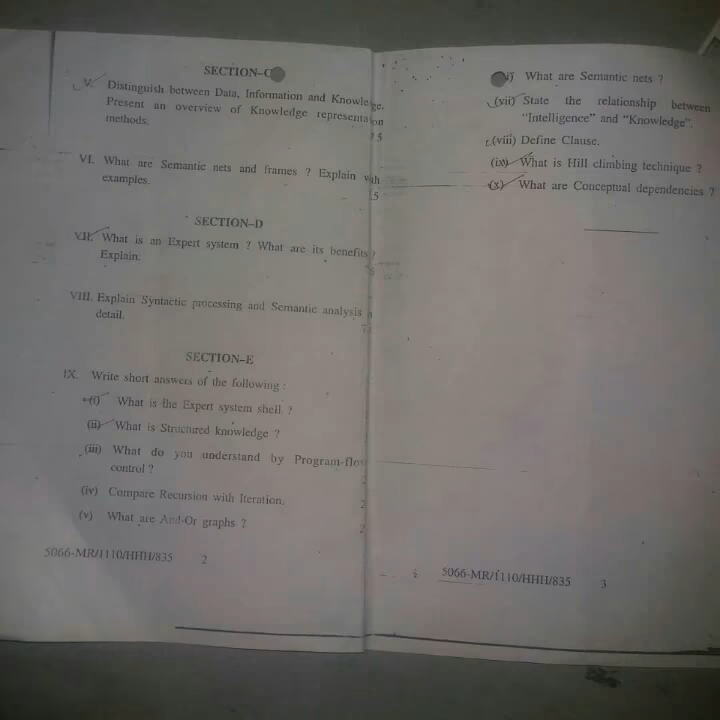 SECTION–C
V. Distinguish between Data, Information and Knowledge.
Present an overview of Knowledge representation
methods.
VI. What are Semantic nets and frames ? Explain with
examples.
SECTION–D
VII. What is an Expert system ? What are its benefits ?
Explain.
VIII. Explain Syntactic processing and Semantic analysis
detail.
SECTION–E
IX. Write short answers of the following :
(i) What is the Expert system shell ?
(ii) What is Structured knowledge ?
(iii) What do you understand by Program-flow
control ?
2
(iv) Compare Recursion with Iteration. 2
(v) What are And-Or graphs ? 2
5066-MR/1110/HHH/835 2
What are Semantic nets ?
(vii) State the relationship between
"Intelligence" and "Knowledge".
(viii) Define Clause.
(ix) What is Hill climbing technique ?
(x) What are Conceptual dependencies ?
5066-MR/1110/HHH/835 3